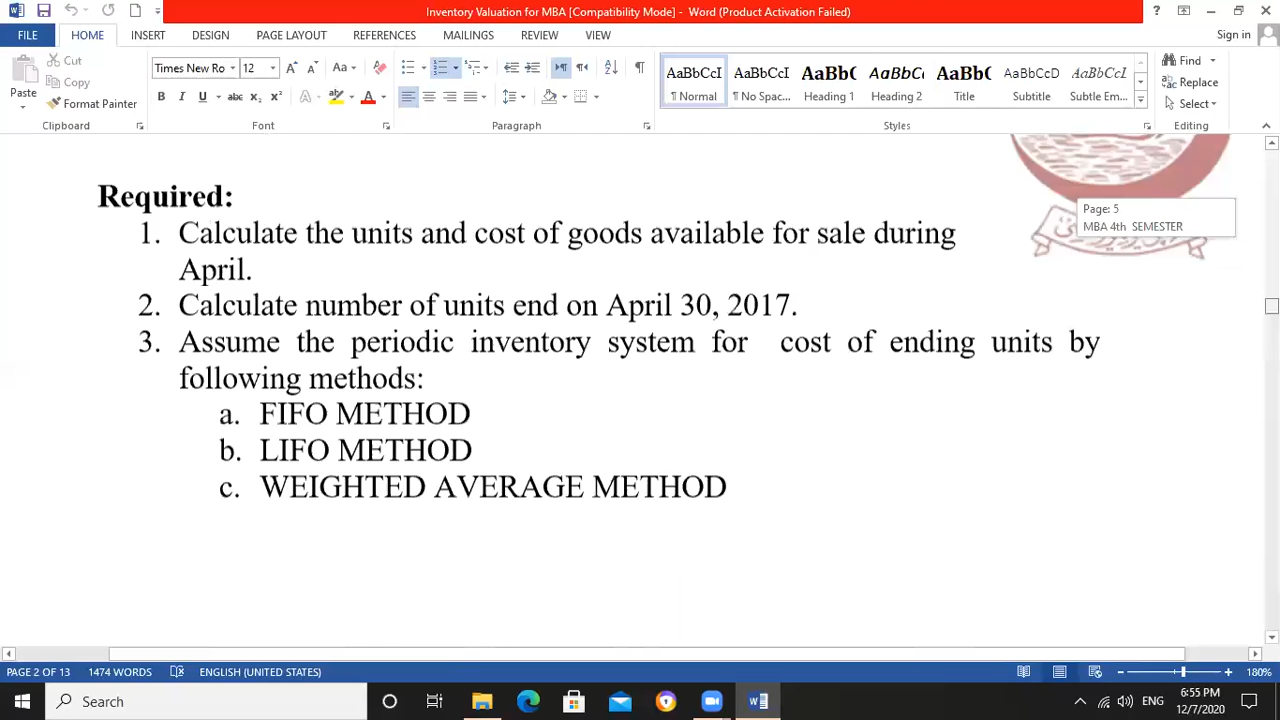 Inventory Valuation for MBA [Compatibility Mode] - Word (Product Activation Failed)
FILE HOME INSERT DESIGN PAGE LAYOUT REFERENCES MAILINGS REVIEW VIEW Sign in
Paste
Cut
Copy
Format Painter
Clipboard
Times New Ro 12
Font
Paragraph
AaBbCcI AaBbCcI AaBb( AaBbC( AaBb( AaBbCcD AaBbCcI
¶ Normal ¶ No Spac... Heading 1 Heading 2 Title Subtitle Subtle Em...
Styles
Find
Replace
Select
Editing
Page: 5
MBA 4th SEMESTER
Required:
1. Calculate the units and cost of goods available for sale during
April.
2. Calculate number of units end on April 30, 2017.
3. Assume the periodic inventory system for cost of ending units by
following methods:
a. FIFO METHOD
b. LIFO METHOD
c. WEIGHTED AVERAGE METHOD
PAGE 2 OF 13 1474 WORDS ENGLISH (UNITED STATES) 180%
Search
ENG
6:55 PM
12/7/2020